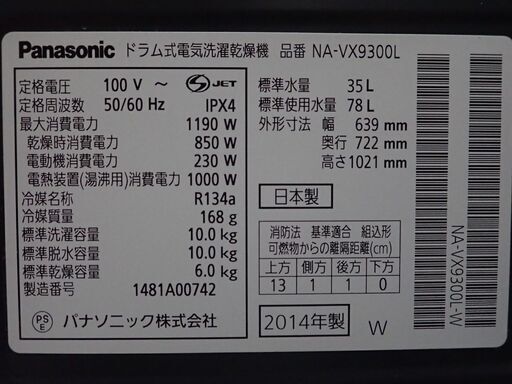 Panasonic ドラム式電気洗濯乾燥機 品番 NA-VX9300L
定格電圧 100 V ～ S JET
定格周波数 50/60 Hz IPX4
最大消費電力 1190 W
乾燥時消費電力 850 W
電動機消費電力 230 W
電熱装置(湯沸用)消費電力 1000 W
冷媒名称 R134a
冷媒質量 168 g
標準洗濯容量 10.0 kg
標準脱水容量 10.0 kg
標準乾燥容量 6.0 kg
製造番号 1481A00742
PS E パナソニック株式会社
標準水量 35 L
標準使用水量 78 L
外形寸法 幅 639 mm
奥行 722 mm
高さ 1021 mm
日本製
消防法 基準適合 組込形
可燃物からの離隔距離(cm)
上方 側方 後方 下方
13 1 1 0
2014年製 W
NA-VX9300L-W